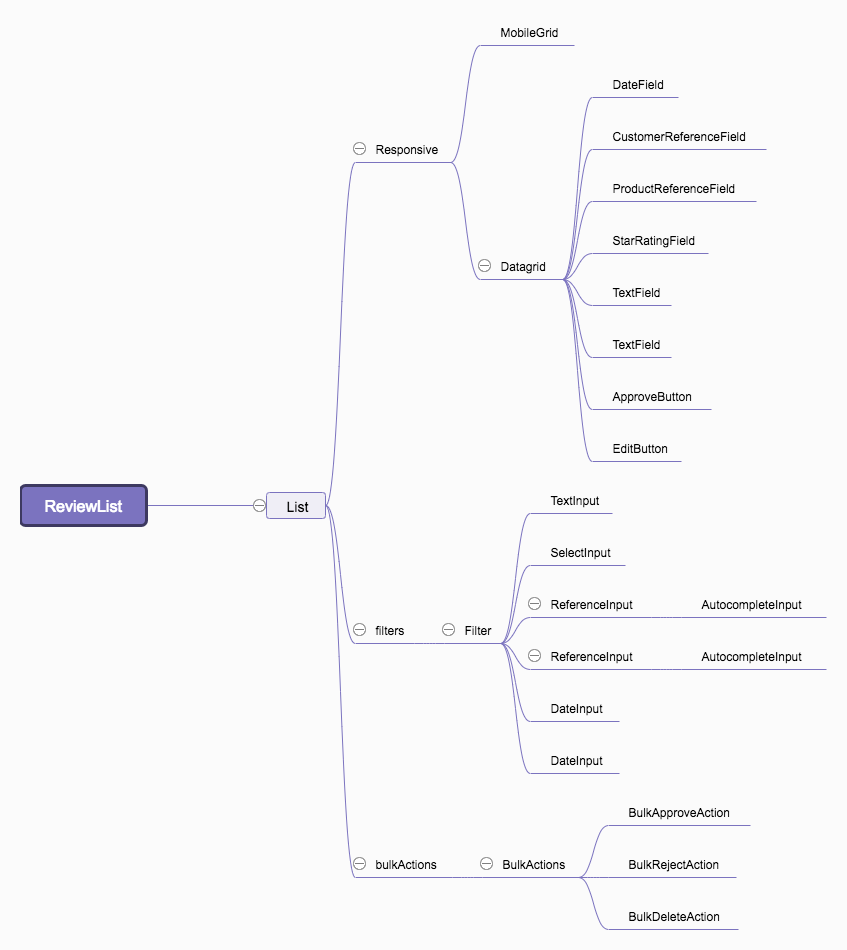 MobileGrid
DateField
CustomerReferenceField
Responsive
ProductReferenceField
StarRatingField
Datagrid
TextField
TextField
ApproveButton
EditButton
ReviewList
List
TextInput
SelectInput
ReferenceInput AutocompleteInput
filters Filter
ReferenceInput AutocompleteInput
DateInput
DateInput
BulkApproveAction
bulkActions BulkActions BulkRejectAction
BulkDeleteAction